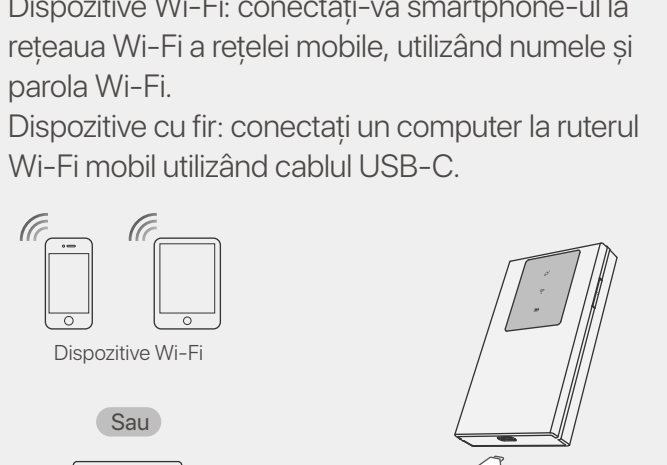 Dispozitive Wi-Fi: conectați-vă smartphone-ul la
rețeaua Wi-Fi a rețelei mobile, utilizând numele și
parola Wi-Fi.
Dispozitive cu fir: conectați un computer la ruterul
Wi-Fi mobil utilizând cablul USB-C.
Dispozitive Wi-Fi
Sau